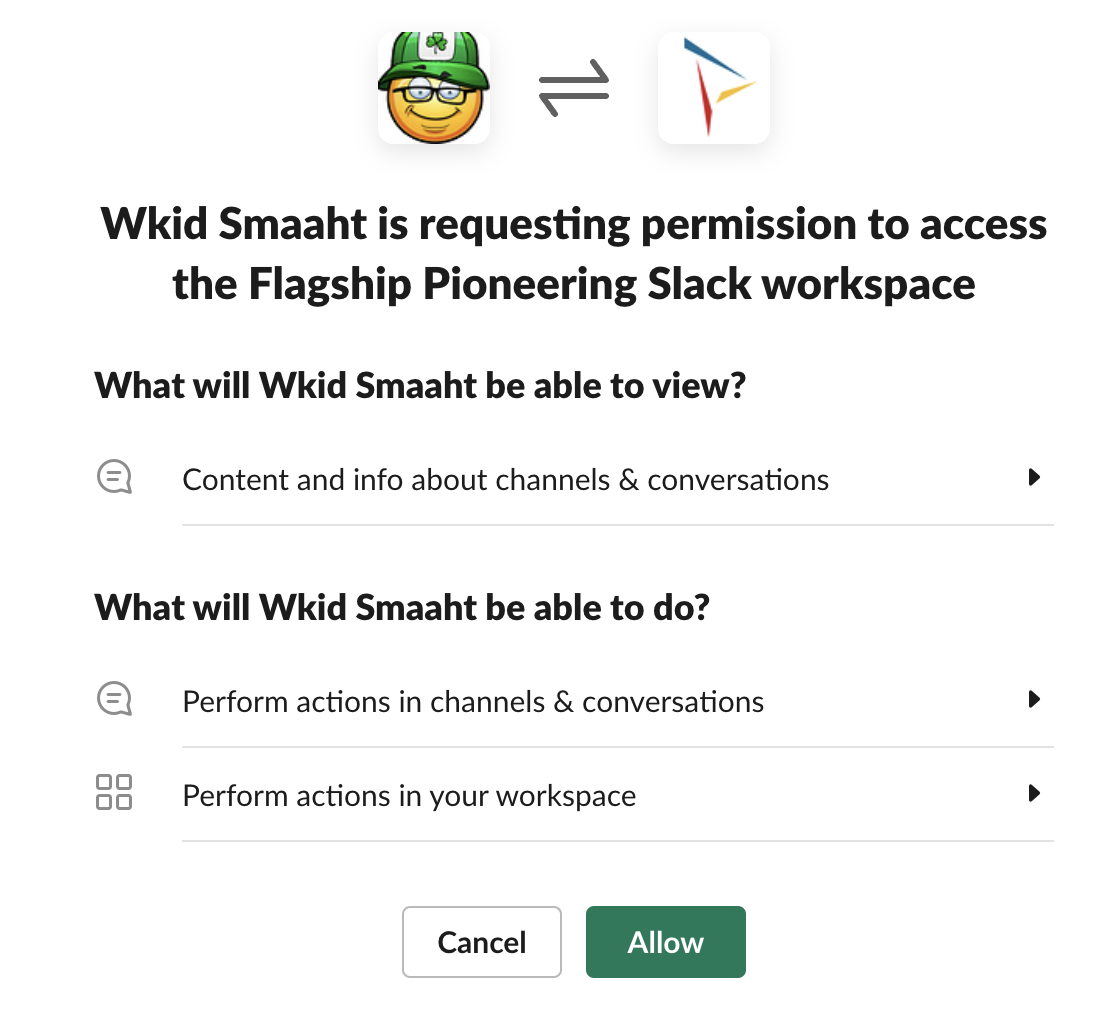 Wkid Smaaht is requesting permission to access
the Flagship Pioneering Slack workspace
What will Wkid Smaaht be able to view?
Content and info about channels & conversations
What will Wkid Smaaht be able to do?
Perform actions in channels & conversations
Perform actions in your workspace
Cancel
Allow